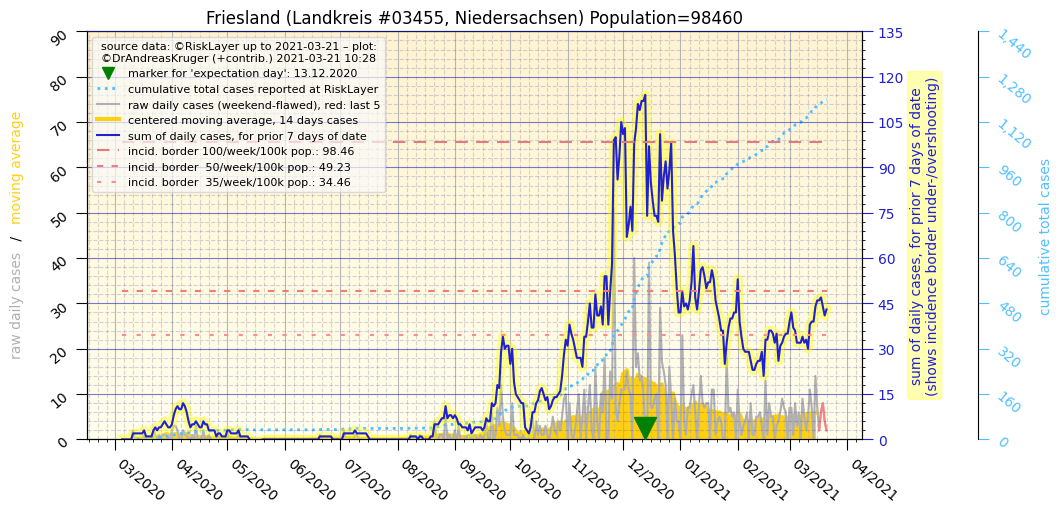 Friesland (Landkreis #03455, Niedersachsen) Population=98460
source data: ©RiskLayer up to 2021-03-21 – plot:
©DrAndreasKruger (+contrib.) 2021-03-21 10:28
marker for 'expectation day': 13.12.2020
cumulative total cases reported at RiskLayer
raw daily cases (weekend-flawed), red: last 5
centered moving average, 14 days cases
sum of daily cases, for prior 7 days of date
incid. border 100/week/100k pop.: 98.46
incid. border  50/week/100k pop.: 49.23
incid. border  35/week/100k pop.: 34.46
raw daily cases  /  moving average
90
80
70
60
50
40
30
20
10
0
03/2020
04/2020
05/2020
06/2020
07/2020
08/2020
09/2020
10/2020
11/2020
12/2020
01/2021
02/2021
03/2021
04/2021
135
120
105
90
75
60
45
30
15
0
sum of daily cases, for prior 7 days of date
(shows incidence border under-/overshooting)
1,440
1,280
1,120
960
800
640
480
320
160
0
cumulative total cases